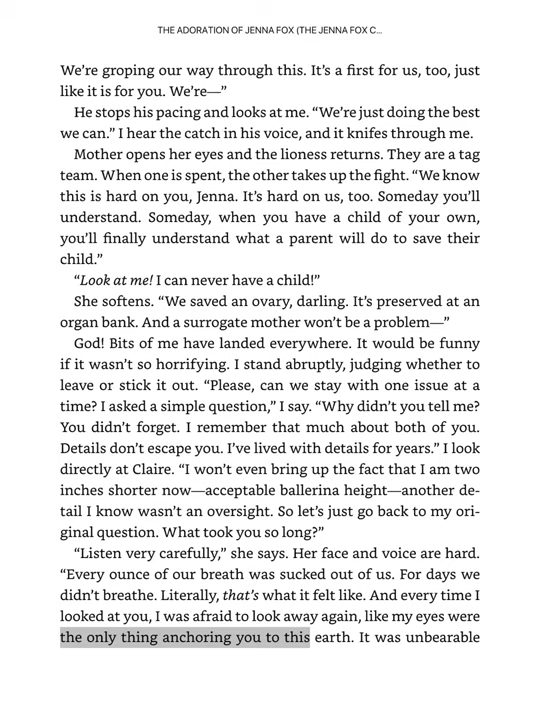 THE ADORATION OF JENNA FOX (THE JENNA FOX C...
We’re groping our way through this. It’s a first for us, too, just
like it is for you. We’re—”
He stops his pacing and looks at me. “We’re just doing the best
we can.” I hear the catch in his voice, and it knifes through me.
Mother opens her eyes and the lioness returns. They are a tag
team. When one is spent, the other takes up the fight. “We know
this is hard on you, Jenna. It’s hard on us, too. Someday you’ll
understand. Someday, when you have a child of your own,
you’ll finally understand what a parent will do to save their
child.”
“Look at me! I can never have a child!”
She softens. “We saved an ovary, darling. It’s preserved at an
organ bank. And a surrogate mother won’t be a problem—”
God! Bits of me have landed everywhere. It would be funny
if it wasn’t so horrifying. I stand abruptly, judging whether to
leave or stick it out. “Please, can we stay with one issue at a
time? I asked a simple question,” I say. “Why didn’t you tell me?
You didn’t forget. I remember that much about both of you.
Details don’t escape you. I’ve lived with details for years.” I look
directly at Claire. “I won’t even bring up the fact that I am two
inches shorter now—acceptable ballerina height—another de-
tail I know wasn’t an oversight. So let’s just go back to my ori-
ginal question. What took you so long?”
“Listen very carefully,” she says. Her face and voice are hard.
“Every ounce of our breath was sucked out of us. For days we
didn’t breathe. Literally, that’s what it felt like. And every time I
looked at you, I was afraid to look away again, like my eyes were
the only thing anchoring you to this earth. It was unbearable